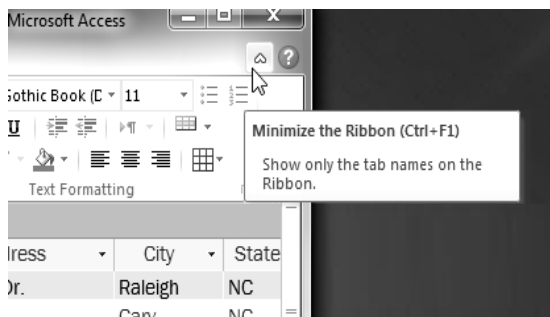 Microsoft Access
Gothic Book (E 11
U
Text Formatting
Minimize the Ribbon (Ctrl+F1)
Show only the tab names on the
Ribbon.
dress City State
Dr. Raleigh NC
Cary NC